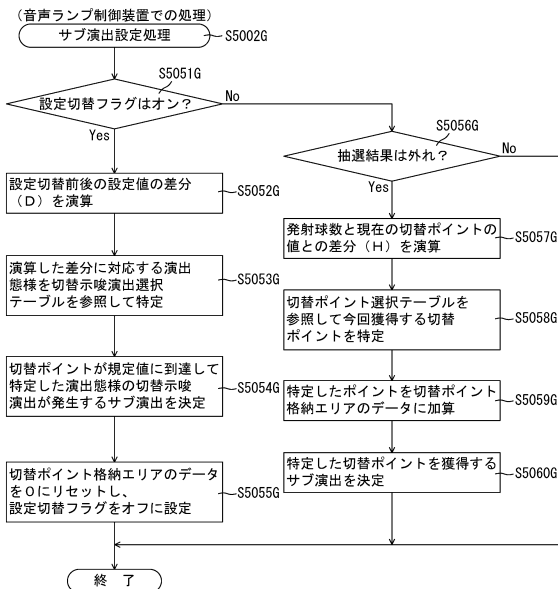 (音声ランプ制御装置での処理)
サブ演出設定処理
S5002G
S5051G
設定切替フラグはオン?
No
Yes
S5056G
抽選結果は外れ?
No
Yes
設定切替前後の設定値の差分
(D)を演算
S5052G
演算した差分に対応する演出
態様を切替示唆演出選択
テーブルを参照して特定
S5053G
切替ポイントが規定値に到達して
特定した演出態様の切替示唆
演出が発生するサブ演出を決定
S5054G
切替ポイント格納エリアのデータ
を0にリセットし、
設定切替フラグをオフに設定
S5055G
発射球数と現在の切替ポイントの
値との差分(H)を演算
S5057G
切替ポイント選択テーブルを
参照して今回獲得する切替
ポイントを特定
S5058G
特定したポイントを切替ポイント
格納エリアのデータに加算
S5059G
特定した切替ポイントを獲得する
サブ演出を決定
S5060G
終了